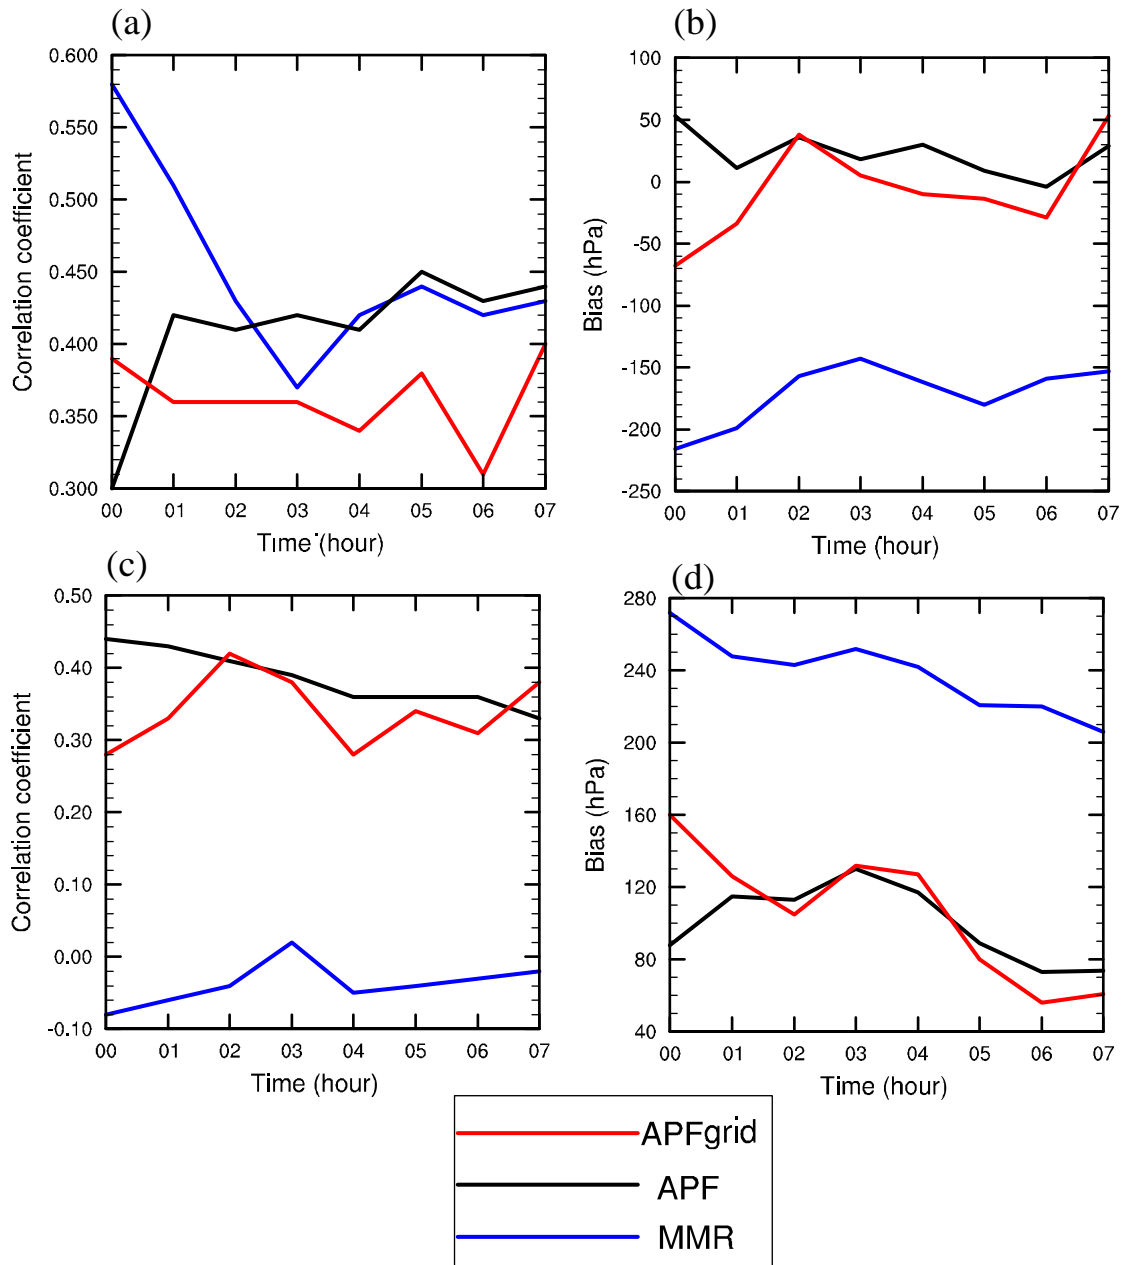 (a)
0.600
0.550
0.500
0.450
0.400
0.350
0.300
Correlation coefficient
00 01 02 03 04 05 06 07
Time (hour)
(b)
100
50
0
-50
-100
-150
-200
-250
Bias (hPa)
00 01 02 03 04 05 06 07
Time (hour)
(c)
0.50
0.40
0.30
0.20
0.10
0.00
-0.10
Correlation coefficient
00 01 02 03 04 05 06 07
Time (hour)
(d)
280
240
200
160
120
80
40
Bias (hPa)
00 01 02 03 04 05 06 07
Time (hour)
APFgrid
APF
MMR